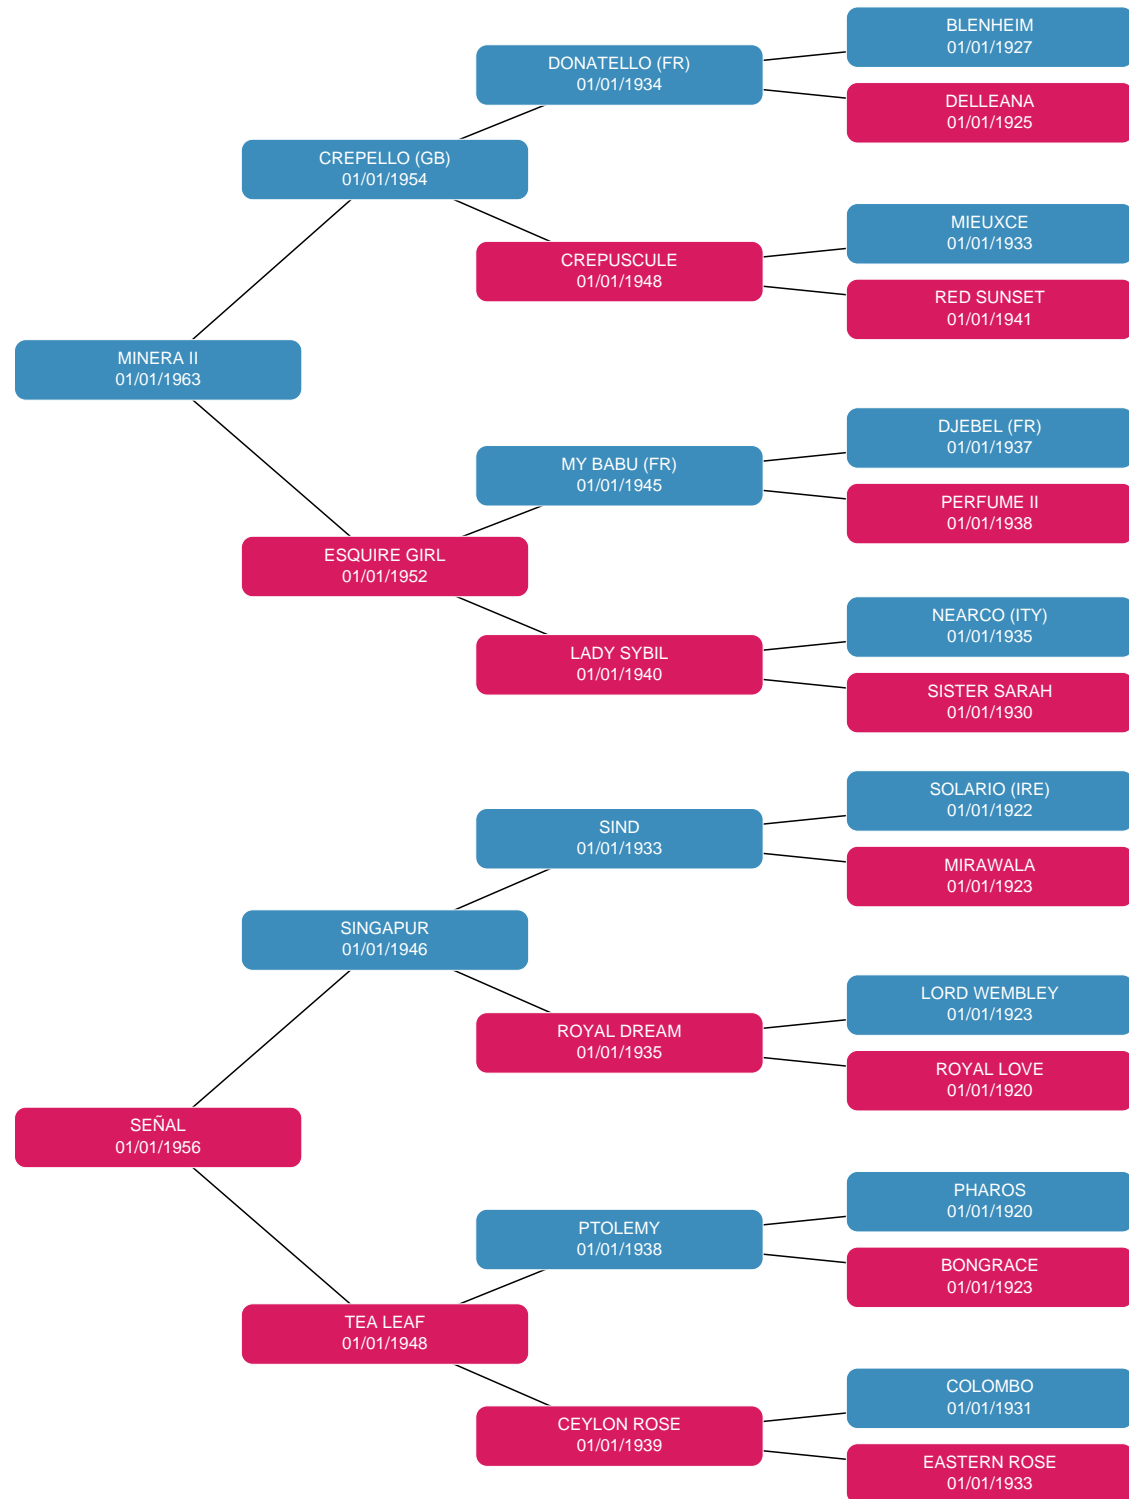 BLENHEIM
01/01/1927
DONATELLO (FR)
01/01/1934
DELLEANA
01/01/1925
CREPELLO (GB)
01/01/1954
MIEUXCE
01/01/1933
CREPUSCULE
01/01/1948
RED SUNSET
01/01/1941
MINERA II
01/01/1963
DJEBEL (FR)
01/01/1937
MY BABU (FR)
01/01/1945
PERFUME II
01/01/1938
ESQUIRE GIRL
01/01/1952
NEARCO (ITY)
01/01/1935
LADY SYBIL
01/01/1940
SISTER SARAH
01/01/1930
SOLARIO (IRE)
01/01/1922
SIND
01/01/1933
MIRAWALA
01/01/1923
SINGAPUR
01/01/1946
LORD WEMBLEY
01/01/1923
ROYAL DREAM
01/01/1935
ROYAL LOVE
01/01/1920
SEÑAL
01/01/1956
PHAROS
01/01/1920
PTOLEMY
01/01/1938
BONGRACE
01/01/1923
TEA LEAF
01/01/1948
COLOMBO
01/01/1931
CEYLON ROSE
01/01/1939
EASTERN ROSE
01/01/1933